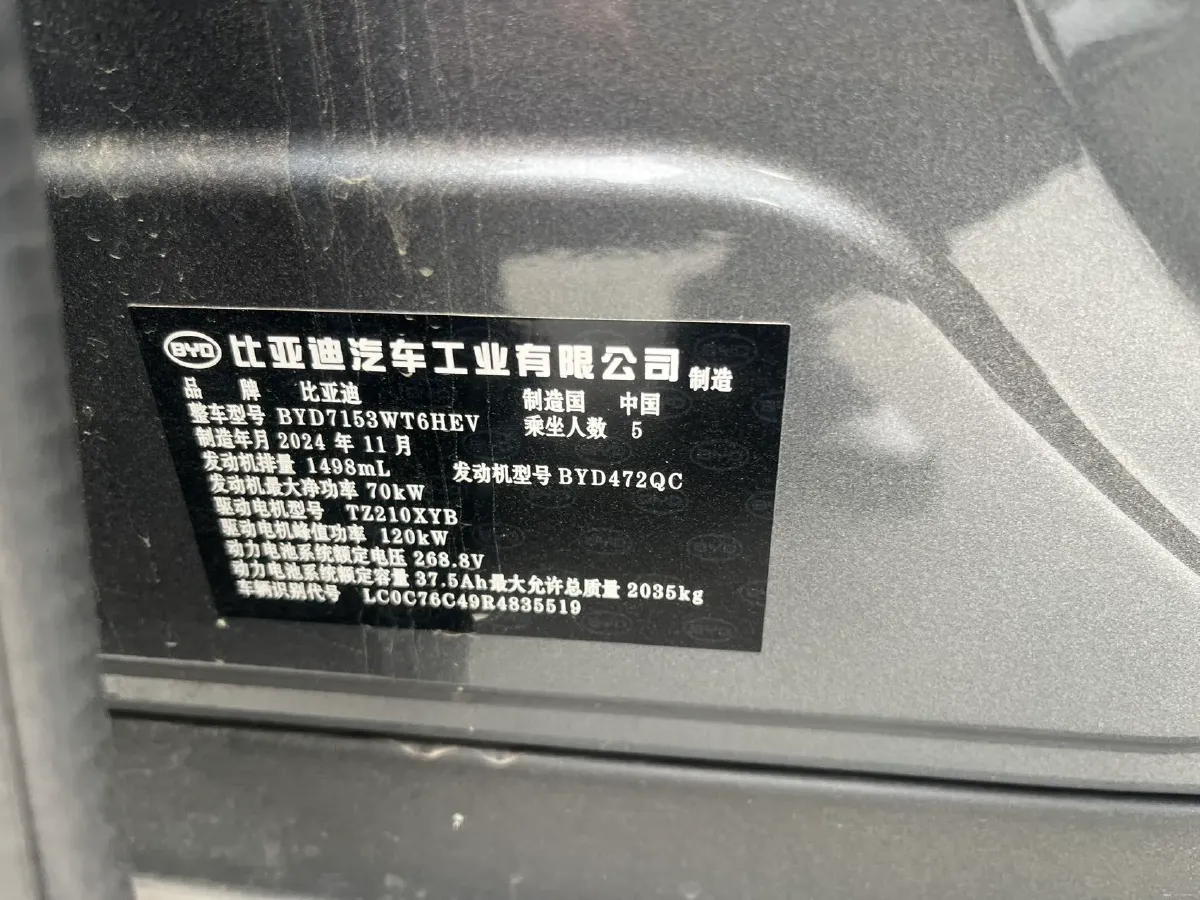 BYD 比亚迪汽车工业有限公司 制造
品 牌 比亚迪 制造国 中国
整车型号 BYD7153WT6HEV 乘坐人数 5
制造年月 2024 年 11 月
发动机排量 1498mL 发动机型号 BYD472QC
发动机最大净功率 70kW
驱动电机型号 TZ210XYB
驱动电机峰值功率 120kW
动力电池系统额定电压 268.8V
动力电池系统额定容量 37.5Ah 最大允许总质量 2035kg
车辆识别代号 LC0C76C49R4835519